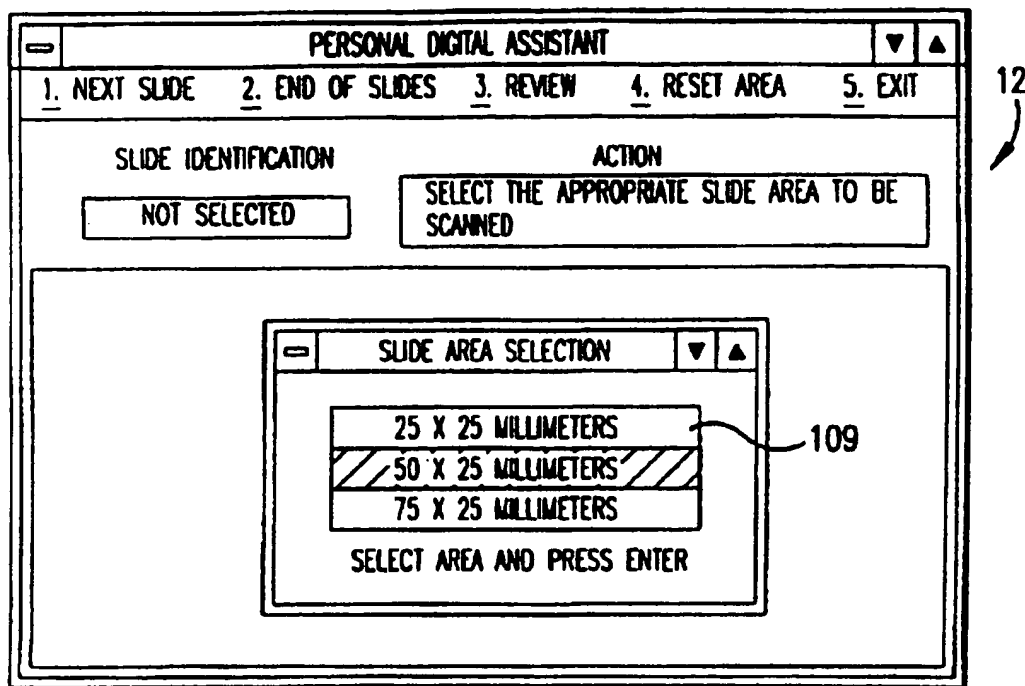 PERSONAL DIGITAL ASSISTANT
1. NEXT SLIDE 2. END OF SLIDES 3. REVIEW 4. RESET AREA 5. EXIT
12
SLIDE IDENTIFICATION
NOT SELECTED
ACTION
SELECT THE APPROPRIATE SLIDE AREA TO BE
SCANNED
SLIDE AREA SELECTION
25 X 25 MILLIMETERS
109
50 X 25 MILLIMETERS
75 X 25 MILLIMETERS
SELECT AREA AND PRESS ENTER